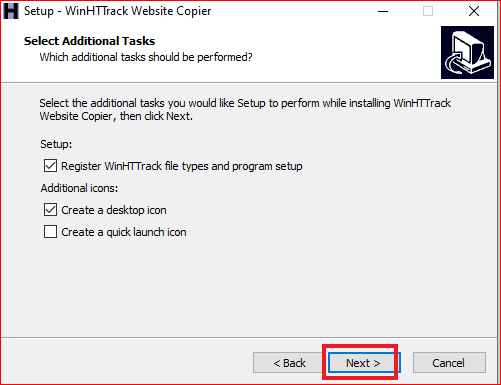 Setup - WinHTTrack Website Copier
Select Additional Tasks
Which additional tasks should be performed?
Select the additional tasks you would like Setup to perform while installing WinHTTrack
Website Copier, then click Next.
Setup:
Register WinHTTrack file types and program setup
Additional icons:
Create a desktop icon
Create a quick launch icon
< Back
Next >
Cancel